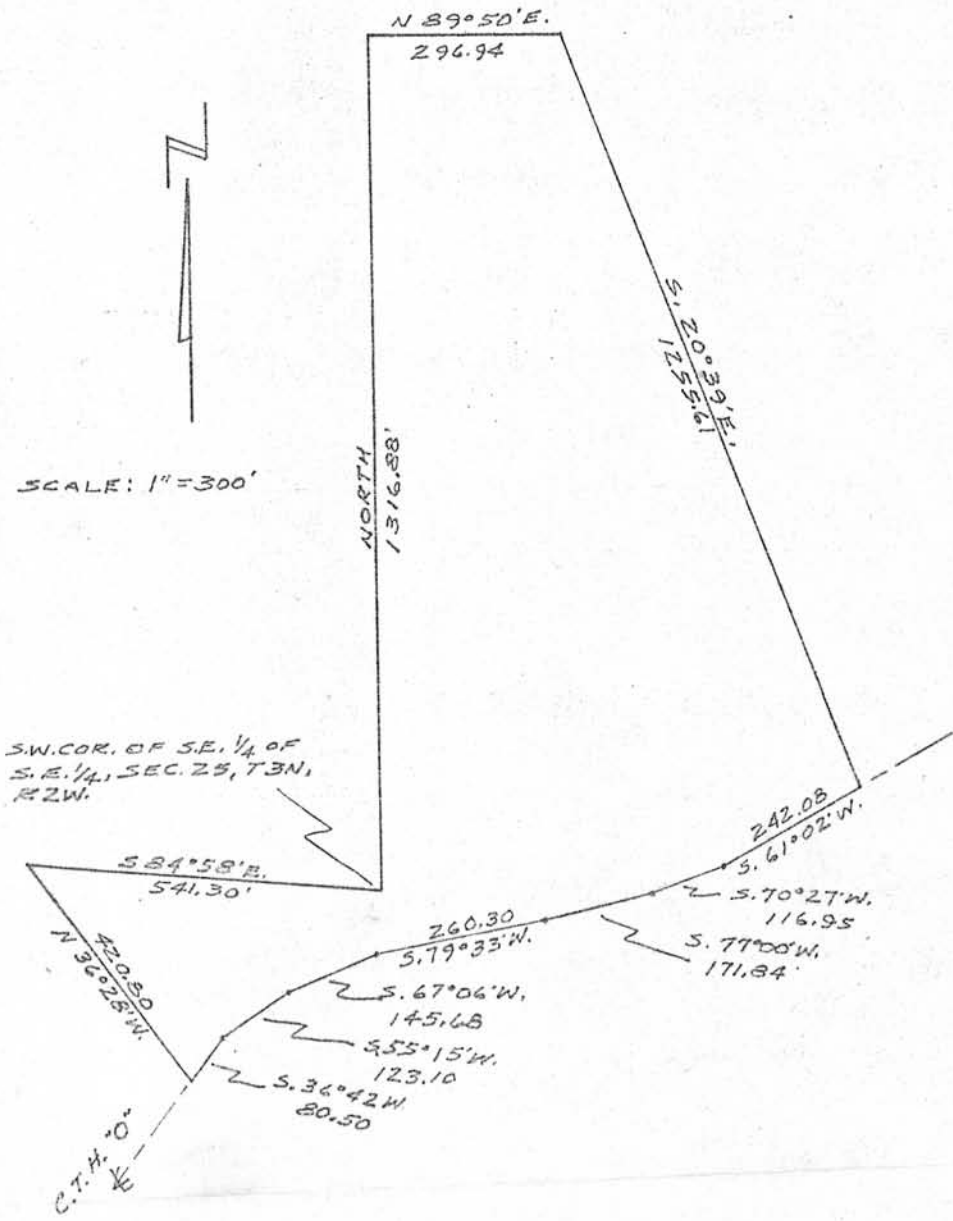 N 89°50'E.
296.94
S. 20°39'E.
1255.61
SCALE: 1"=300'
NORTH
1316.88'
S.W.COR. OF S.E. 1/4 OF
S.E. 1/4, SEC. 25, T3N,
R2W.
S 84°58'E.
541.30'
242.08
S. 61°02'W.
S. 70°27'W.
116.95
S. 77°00'W.
171.84
260.30
S. 79°33'W.
S. 67°06'W.
145.68
S 55°15'W.
123.10
S. 36°42'W.
80.50
420.80
N 36°28'W.
C.T.H. "O"